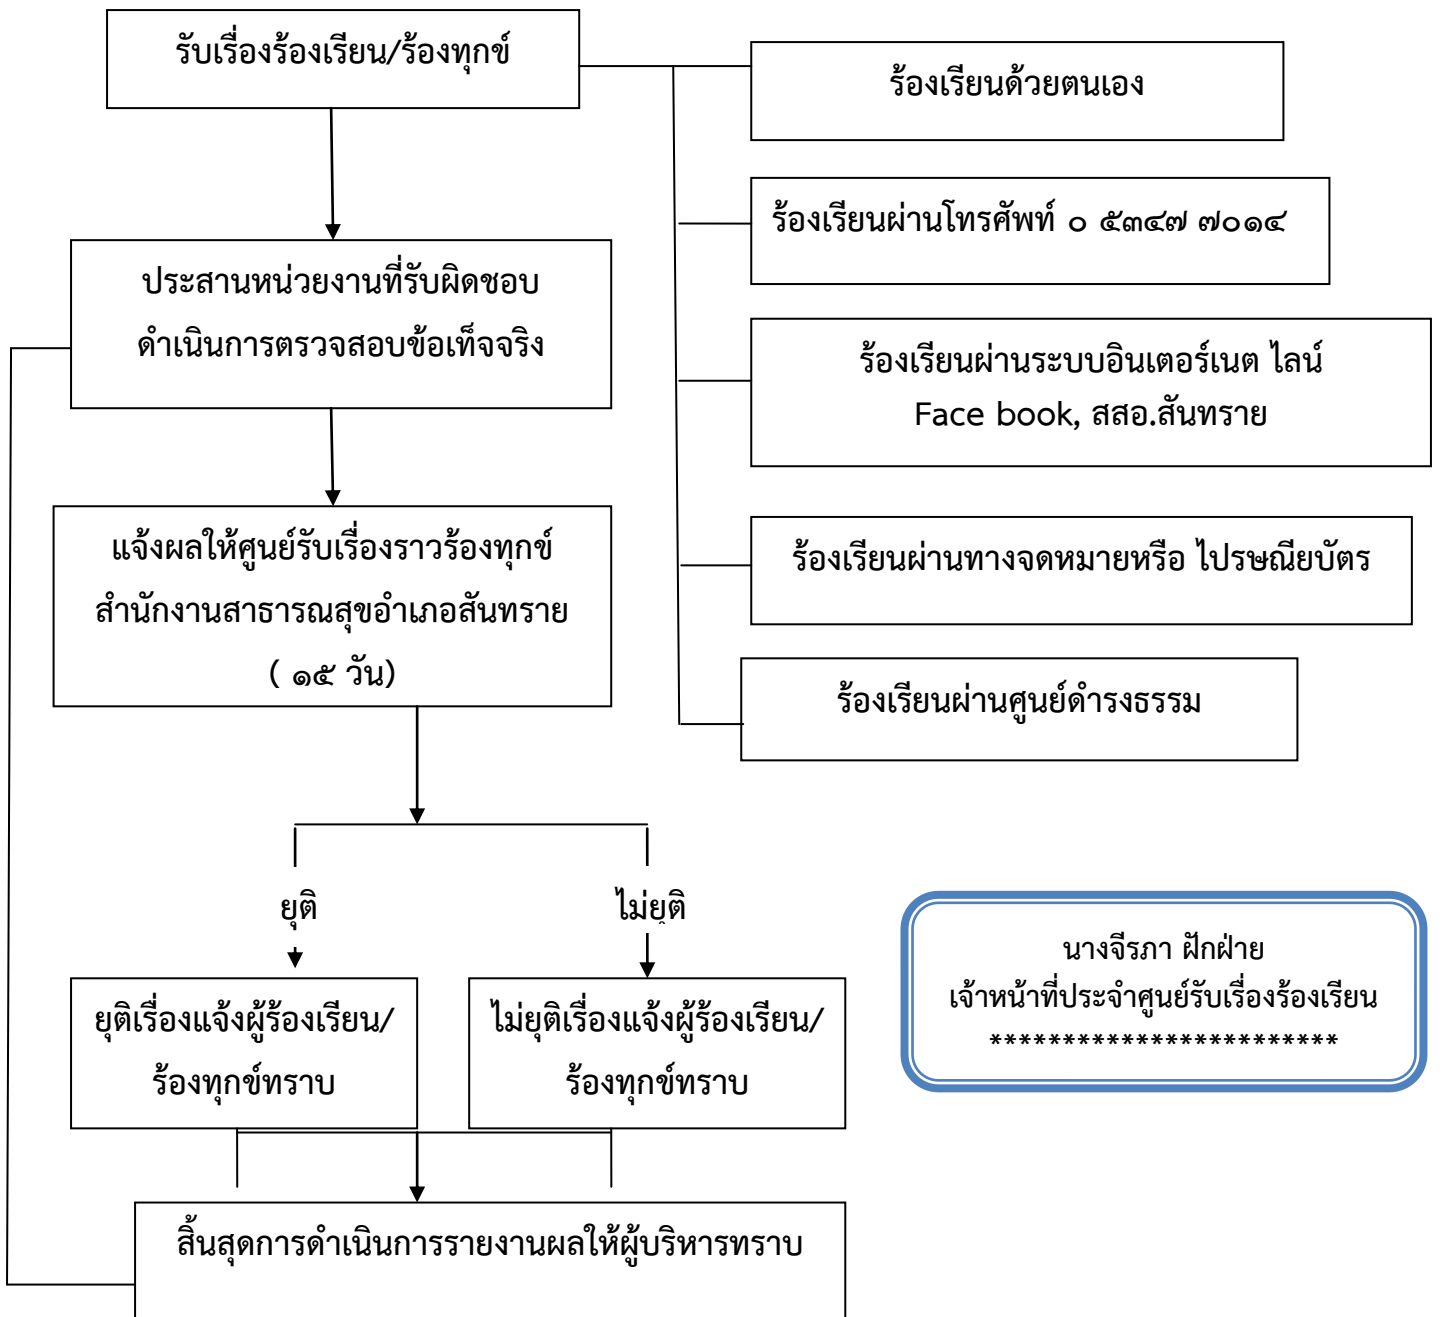 รับเรื่องร้องเรียน/ร้องทุกข์
ร้องเรียนด้วยตนเอง
ร้องเรียนผ่านโทรศัพท์ ๐ ๕๓๔๗ ๗๐๑๔
ประสานหน่วยงานที่รับผิดชอบ
ดำเนินการตรวจสอบข้อเท็จจริง
ร้องเรียนผ่านระบบอินเตอร์เนต ไลน์
Face book, สสอ.สันทราย
แจ้งผลให้ศูนย์รับเรื่องราวร้องทุกข์
สำนักงานสาธารณสุขอำเภอสันทราย
( ๑๕ วัน)
ร้องเรียนผ่านทางจดหมายหรือ ไปรษณียบัตร
ร้องเรียนผ่านศูนย์ดำรงธรรม
ยุติ
ไม่ยุติ
ยุติเรื่องแจ้งผู้ร้องเรียน/
ร้องทุกข์ทราบ
ไม่ยุติเรื่องแจ้งผู้ร้องเรียน/
ร้องทุกข์ทราบ
นางจีรภา ฝักฝ่าย
เจ้าหน้าที่ประจำศูนย์รับเรื่องร้องเรียน
************************
สิ้นสุดการดำเนินการรายงานผลให้ผู้บริหารทราบ